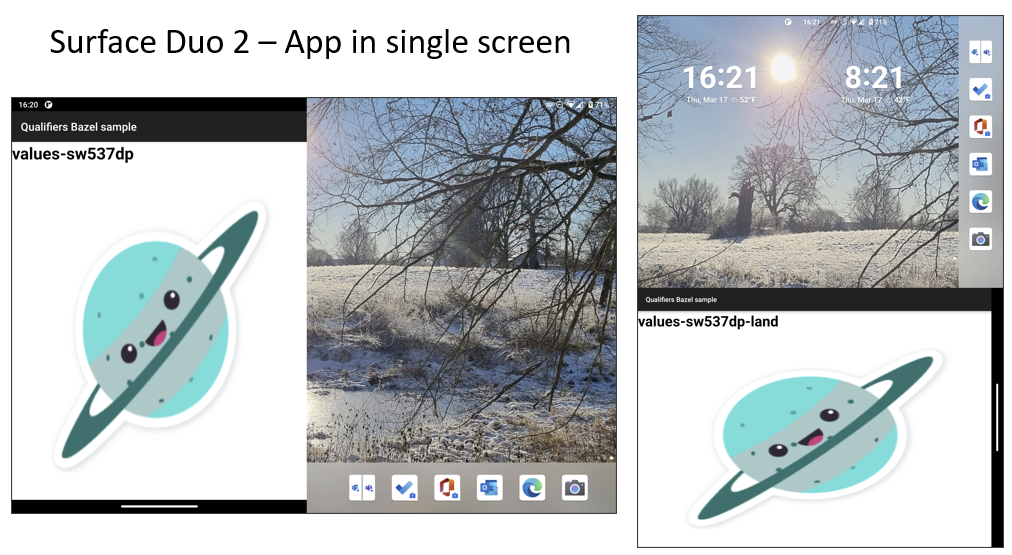 Surface Duo 2 – App in single screen
16:20
71%
Qualifiers Bazel sample
values-sw537dp
16:21
16:21
8:21
Thu, Mar 17
52°F
Thu, Mar 17
42°F
Qualifiers Bazel sample
values-sw537dp-land